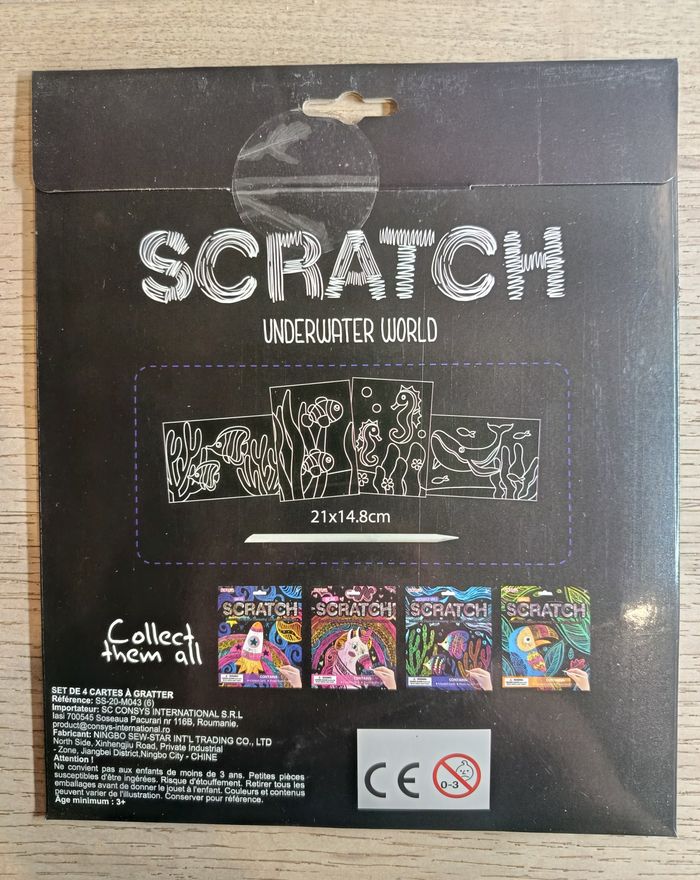 SCRATCH
UNDERWATER WORLD
21x14.8cm
Collect
them all
SCRATCH
CONTAINS
SCRATCH
CONTAINS
SCRATCH
CONTAINS
SCRATCH
SET DE 4 CARTES À GRATTER
Référence: SS-20-M043 (6)
Importateur: SC CONSYS INTERNATIONAL S.R.L
Iasi 700545 Soseaua Pacurari nr 116B, Roumanie.
product@consys-international.ro
Fabricant: NINGBO SEW-STAR INT'L TRADING CO., LTD
North Side, Xinhengjiu Road, Private Industrial
- Zone, Jiangbei District,Ningbo City - CHINE
Attention !
Ne convient pas aux enfants de moins de 3 ans. Petites pièces
susceptibles d'être ingérées. Risque d'étouffement. Retirer tous les
emballages avant de donner le jouet à l'enfant. Couleurs et contenus
peuvent varier de l'illustration. Conserver pour référence.
Âge minimum : 3+
CE
0-3